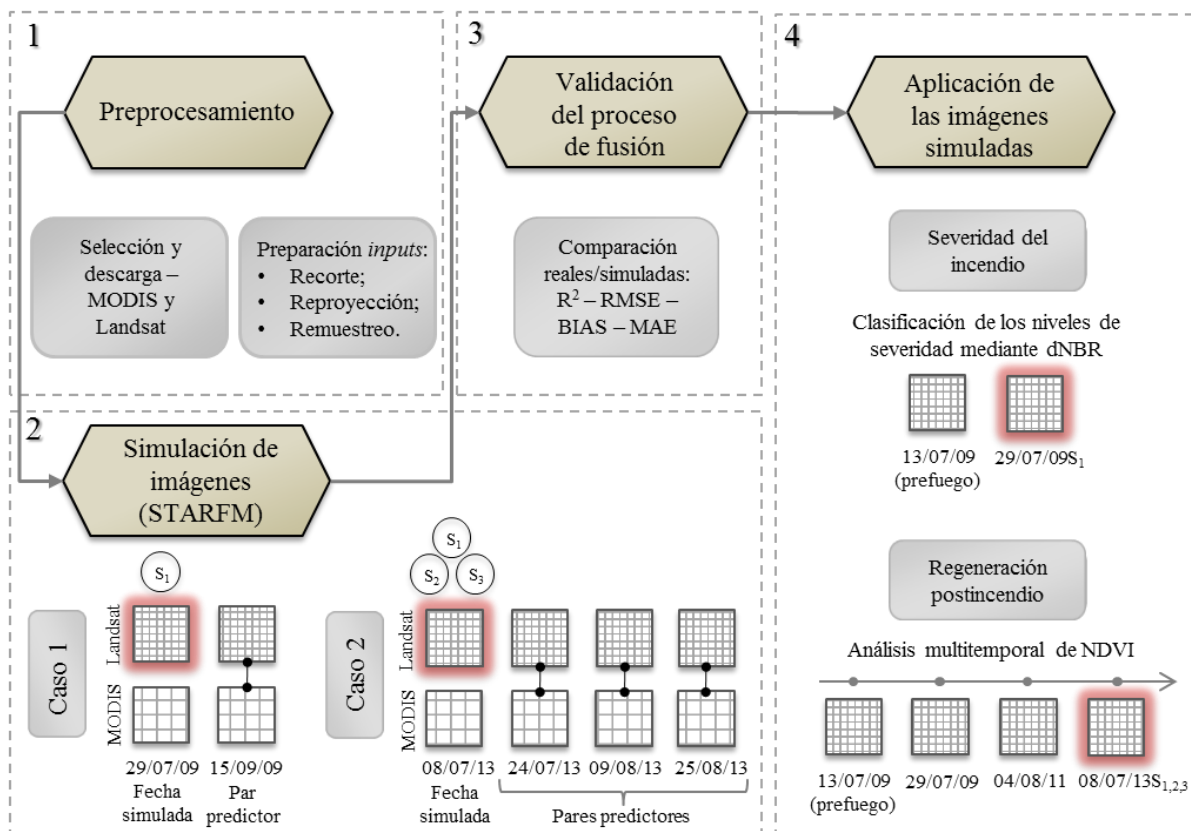 1
Preprocesamiento
Selección y
descarga –
MODIS y
Landsat
Preparación inputs:
• Recorte;
• Reproyección;
• Remuestreo.
2
Simulación de
imágenes
(STARFM)
Caso 1
Landsat
MODIS
S₁
29/07/09
Fecha
simulada
15/09/09
Par
predictor
Caso 2
Landsat
MODIS
S₁
S₂
S₃
08/07/13
Fecha
simulada
24/07/13
09/08/13
25/08/13
Pares predictores
3
Validación
del proceso
de fusión
Comparación
reales/simuladas:
R² – RMSE –
BIAS – MAE
4
Aplicación de
las imágenes
simuladas
Severidad del
incendio
Clasificación de los niveles de
severidad mediante dNBR
13/07/09
(prefuego)
29/07/09S₁
Regeneración
postincendio
Análisis multitemporal de NDVI
13/07/09
(prefuego)
29/07/09
04/08/11
08/07/13S₁,₂,₃